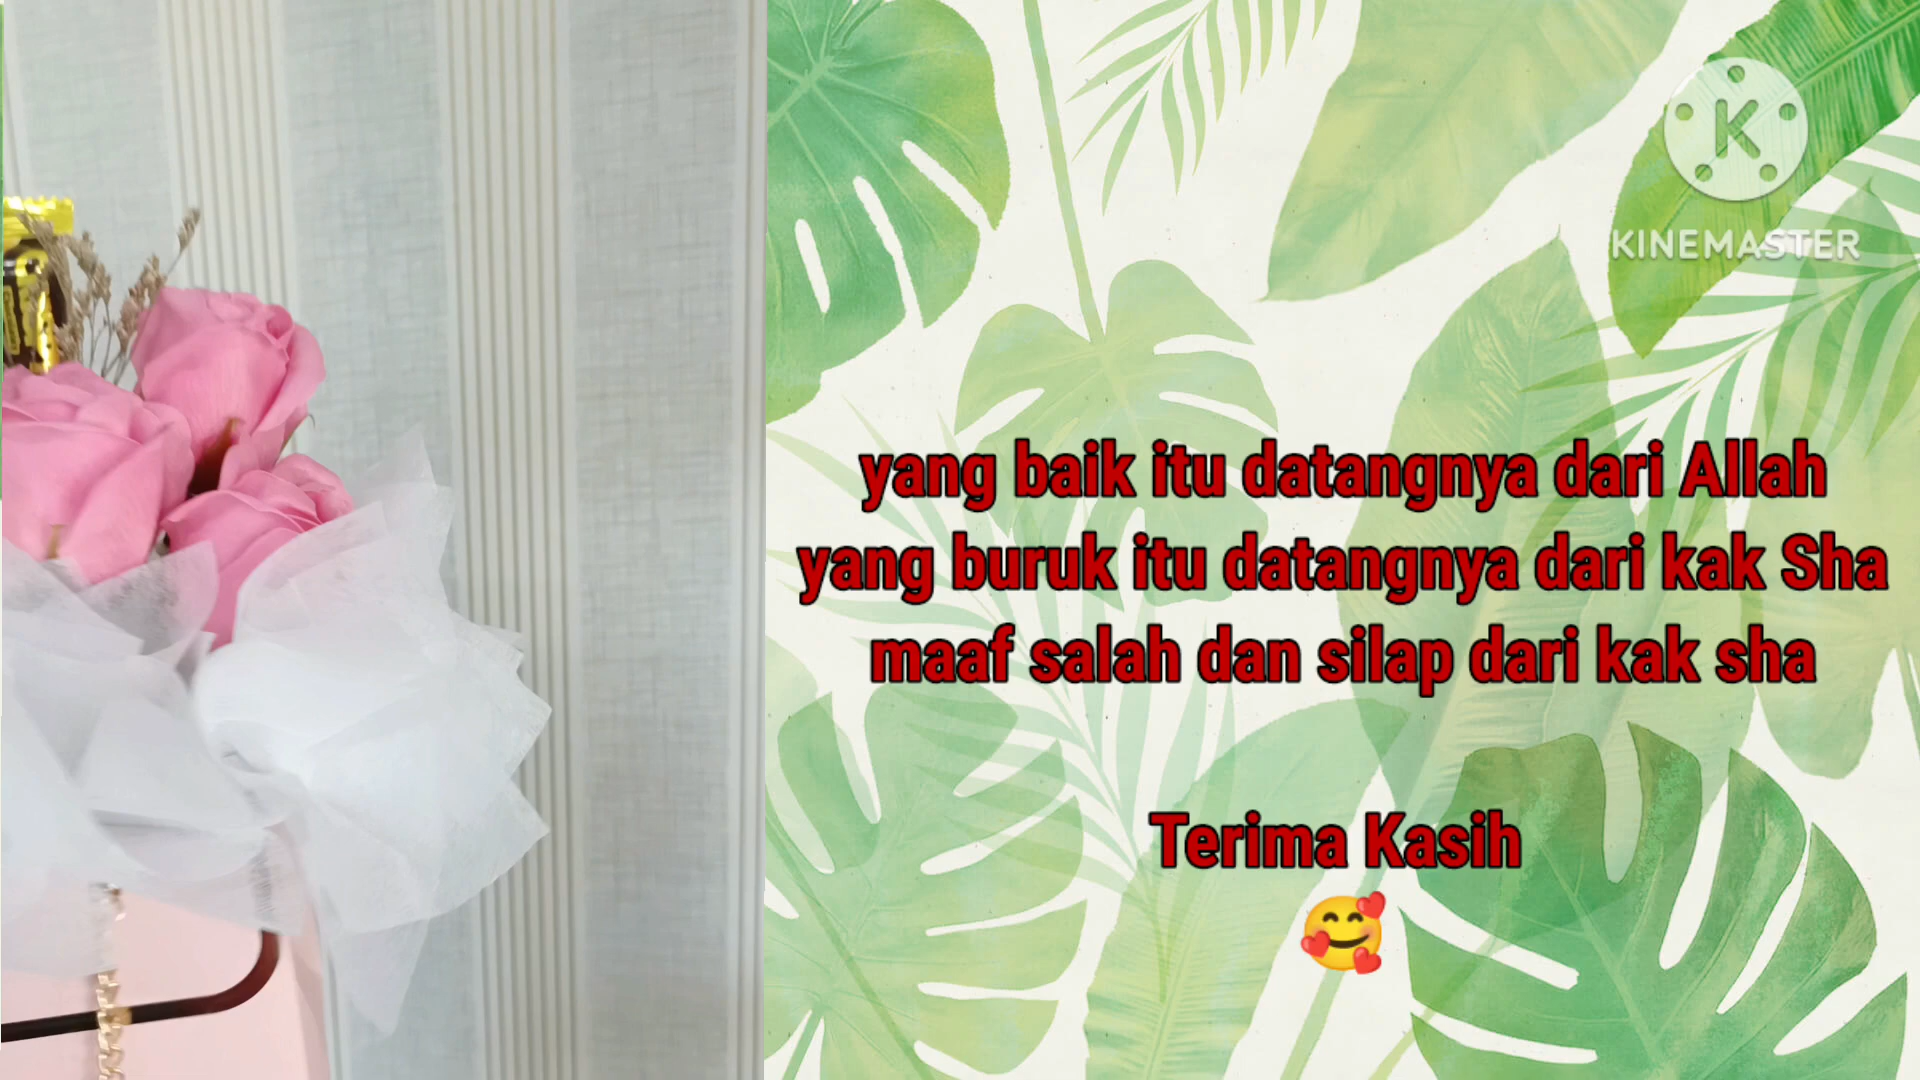 K
KINEMASTER
yang baik itu datangnya dari Allah
yang buruk itu datangnya dari kak Sha
maaf salah dan silap dari kak sha
Terima Kasih